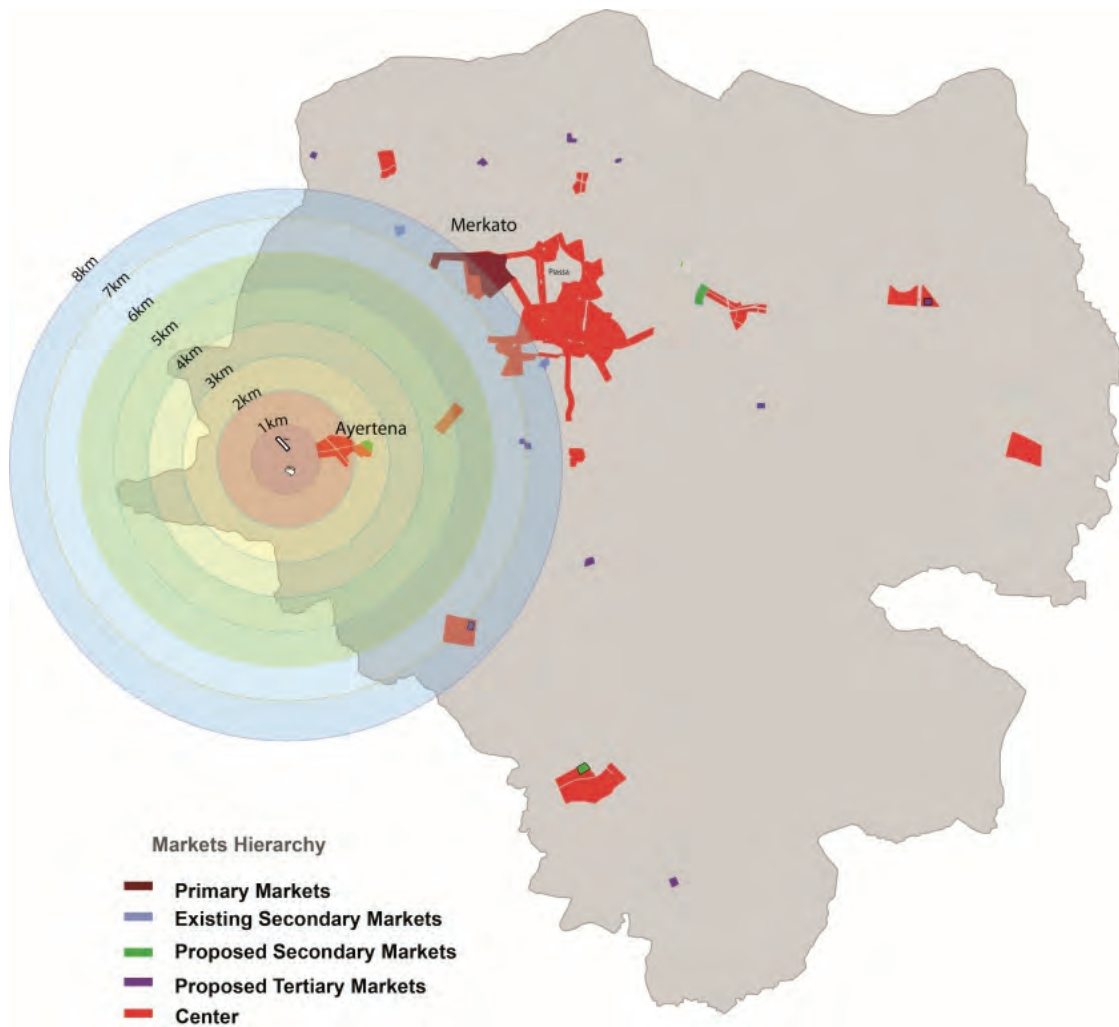 Merkato
Piassa
8km
7km
6km
5km
4km
3km
2km
1km
Ayertena
Markets Hierarchy
Primary Markets
Existing Secondary Markets
Proposed Secondary Markets
Proposed Tertiary Markets
Center